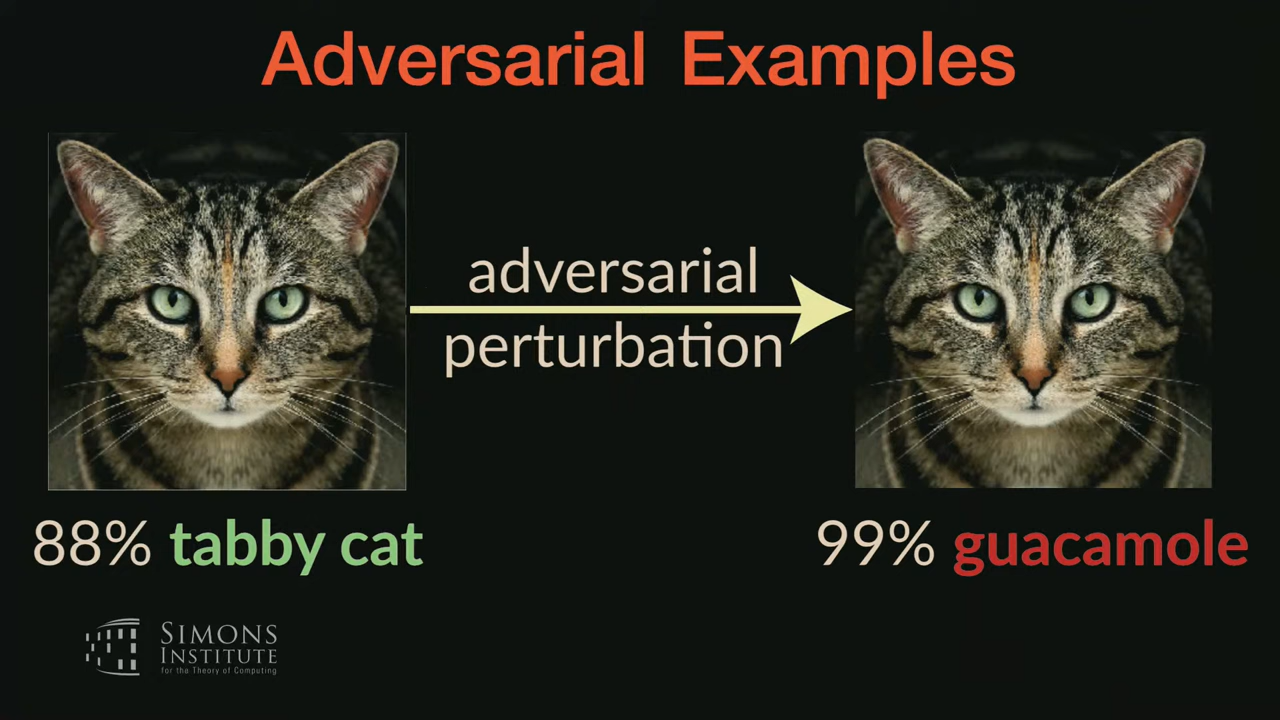 Adversarial Examples
adversarial
perturbation
88% tabby cat
99% guacamole
SIMONS
INSTITUTE
for the Theory of Computing